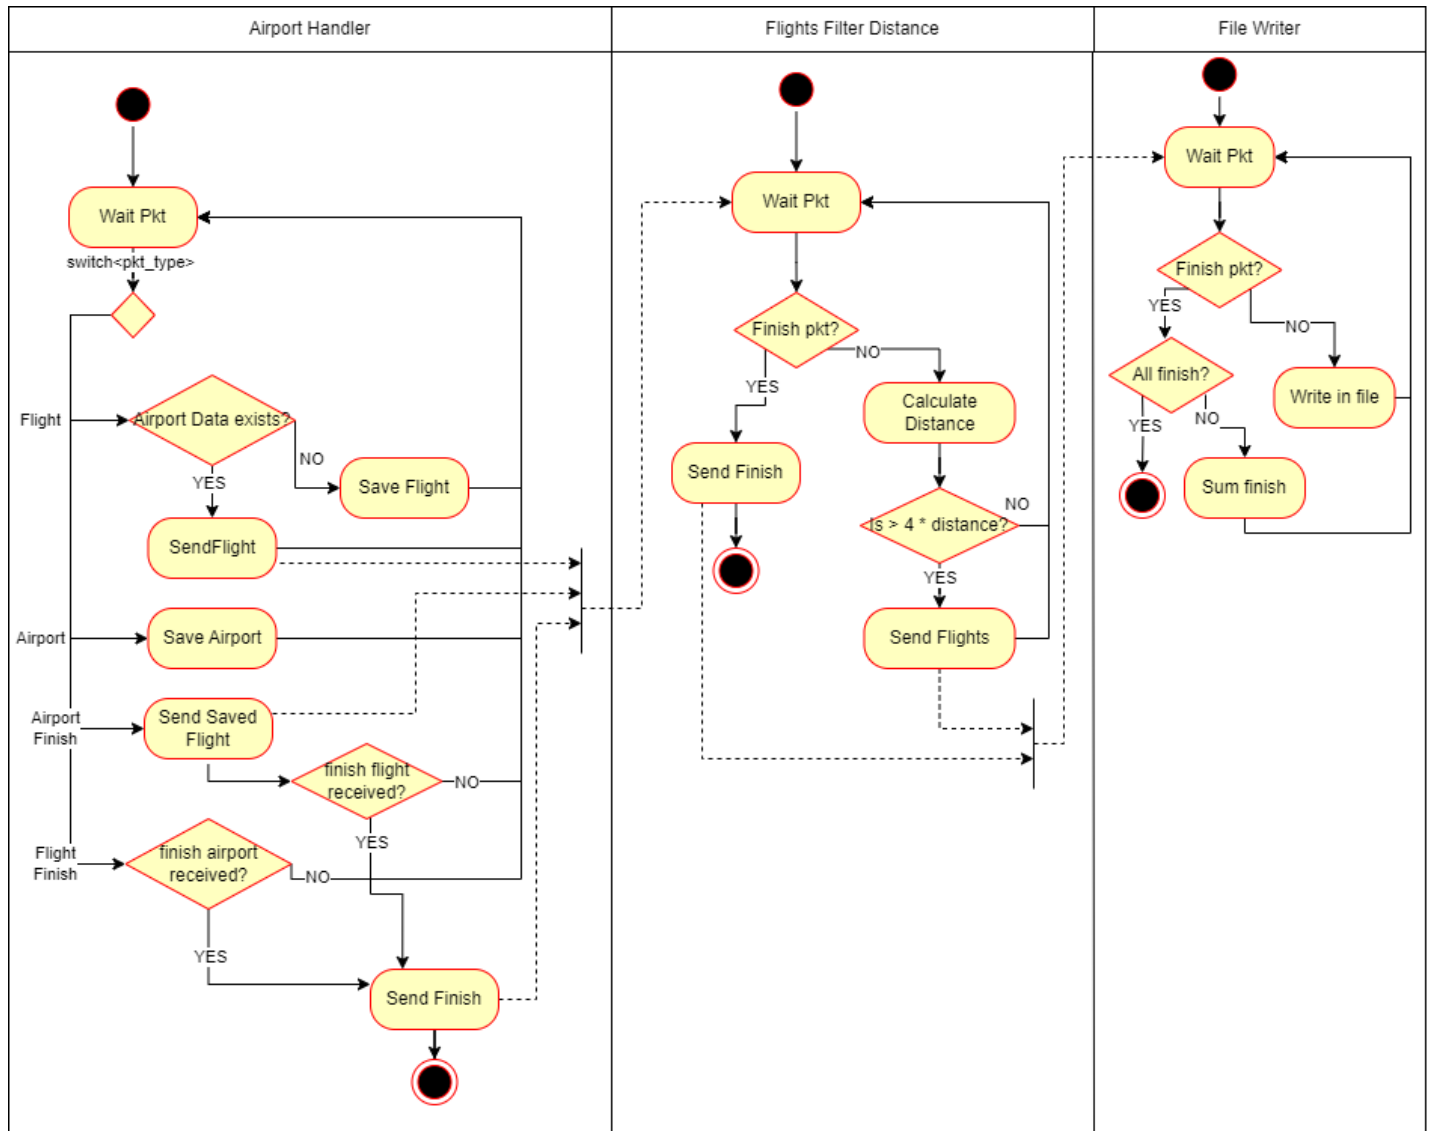 Airport Handler
Flights Filter Distance
File Writer
Wait Pkt
switch<pkt_type>
Flight
Airport Data exists?
NO
Save Flight
YES
SendFlight
Airport
Save Airport
Airport
Finish
Send Saved
Flight
finish flight
received?
NO
YES
Flight
Finish
finish airport
received?
NO
YES
Send Finish
Wait Pkt
Finish pkt?
NO
YES
Calculate
Distance
Send Finish
Is > 4 * distance?
NO
YES
Send Flights
Wait Pkt
Finish pkt?
YES
NO
All finish?
Write in file
YES
NO
Sum finish